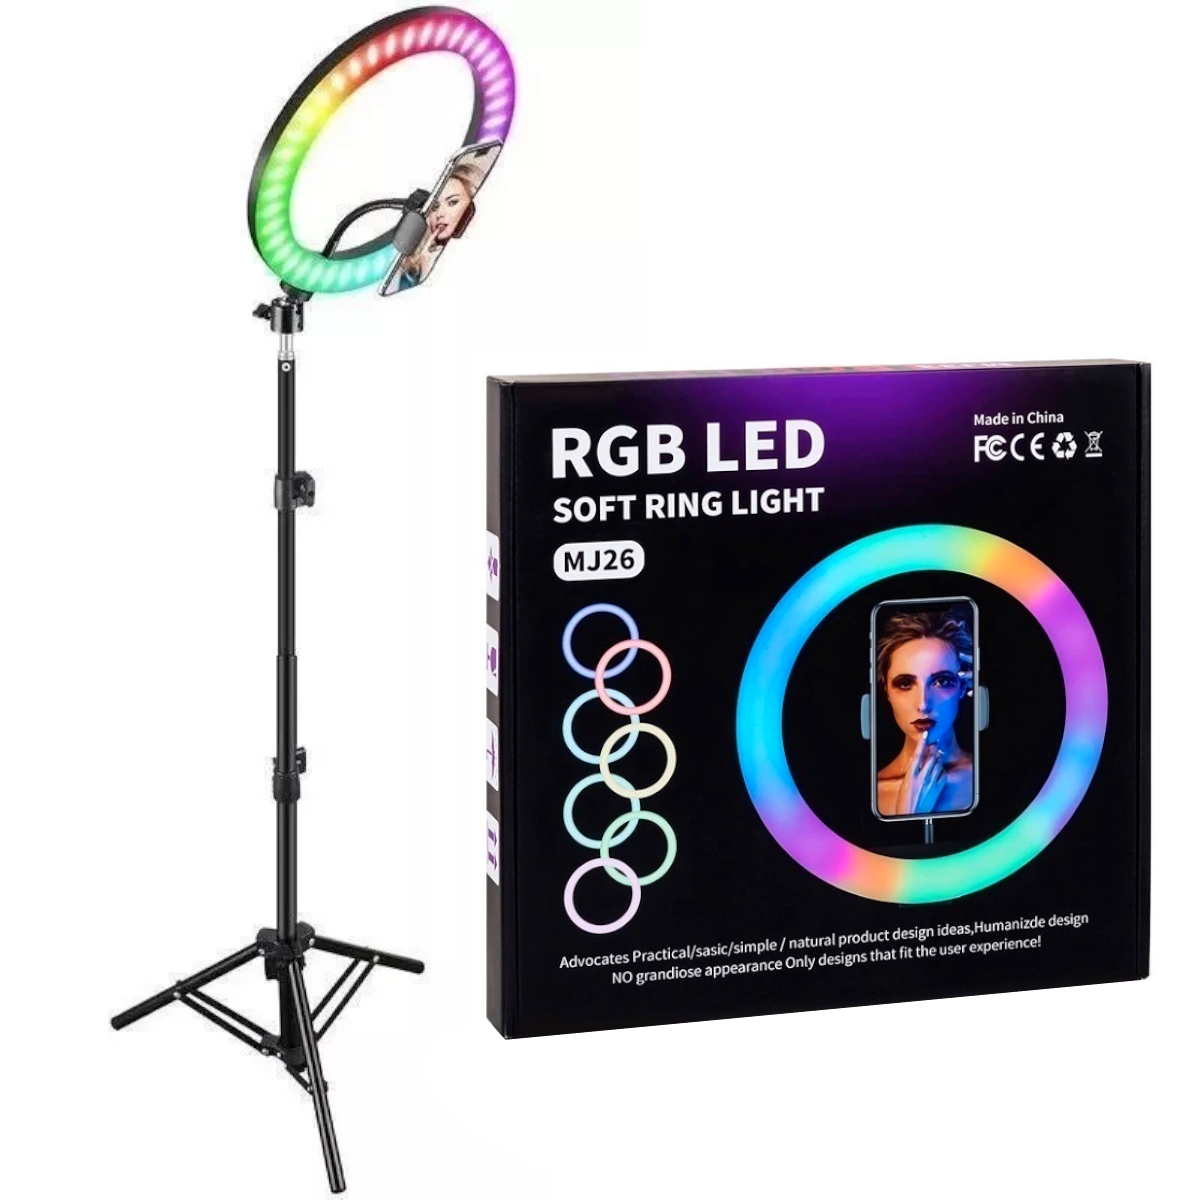 RGB LED
SOFT RING LIGHT
MJ26
Made in China
FC CE
Advocates Practical/sasic/simple / natural product design ideas,Humanizde design
NO grandiose appearance Only designs that fit the user experience!